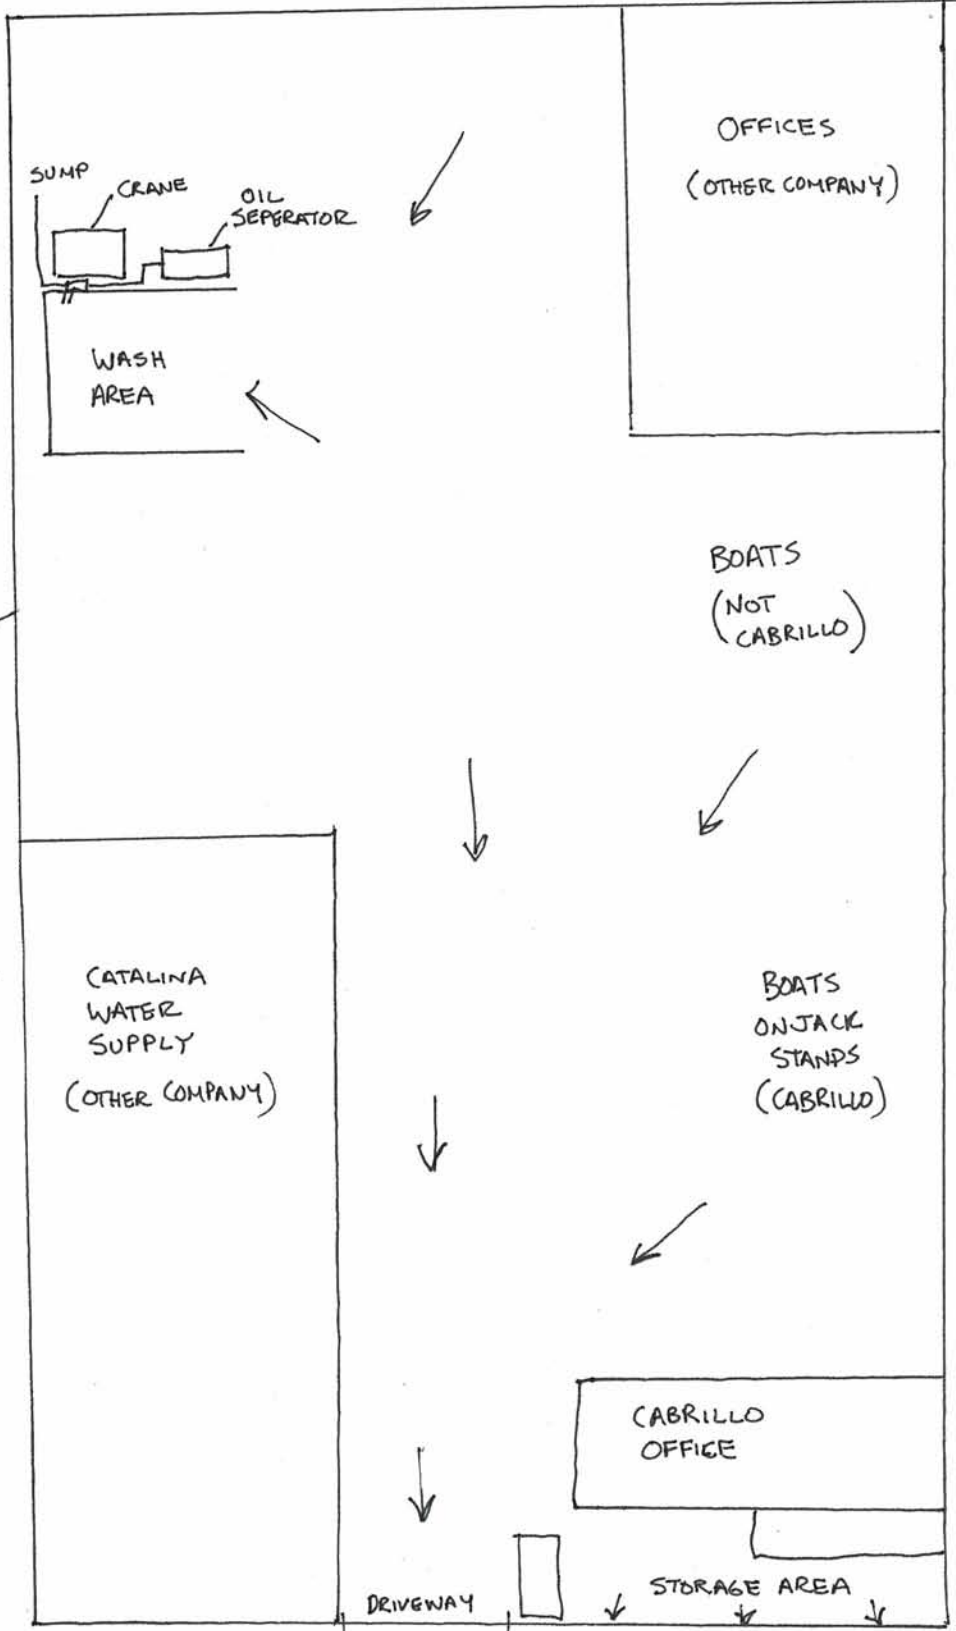 OFFICES
(OTHER COMPANY)
SUMP
CRANE
OIL
SEPERATOR
WASH
AREA
BOATS
(NOT
CABRILLO)
CATALINA
WATER
SUPPLY
(OTHER COMPANY)
BOATS
ON JACK
STANDS
(CABRILLO)
CABRILLO
OFFICE
STORAGE AREA
DRIVEWAY